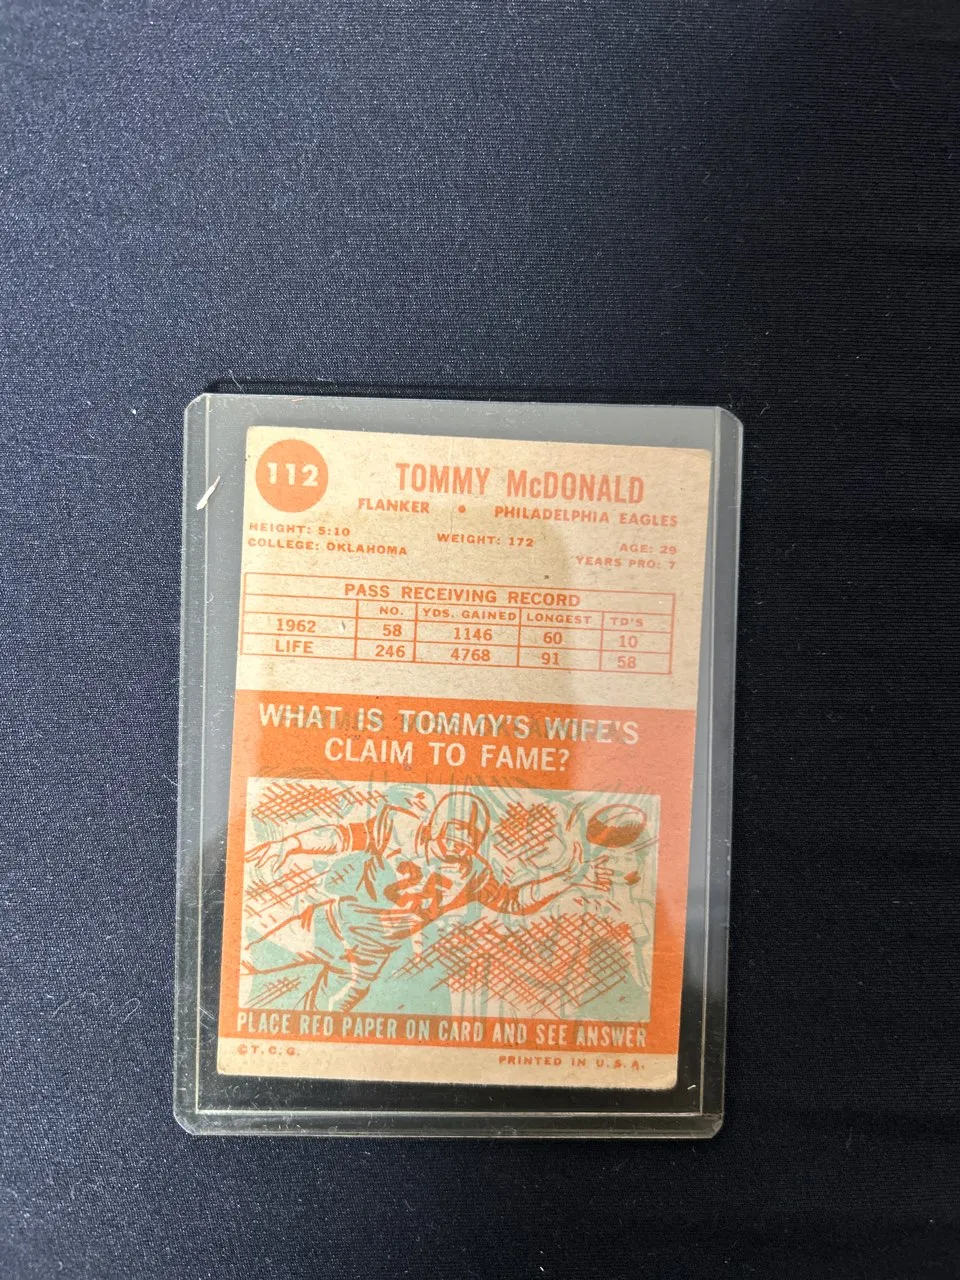 112
TOMMY McDONALD
FLANKER • PHILADELPHIA EAGLES
HEIGHT: 5:10 WEIGHT: 172 AGE: 29
COLLEGE: OKLAHOMA YEARS PRO: 7
PASS RECEIVING RECORD
NO. YDS. GAINED LONGEST TD'S
1962 58 1146 60 10
LIFE 246 4768 91 58
WHAT IS TOMMY'S WIFE'S
CLAIM TO FAME?
PLACE RED PAPER ON CARD AND SEE ANSWER
©T.C.G. PRINTED IN U.S.A.